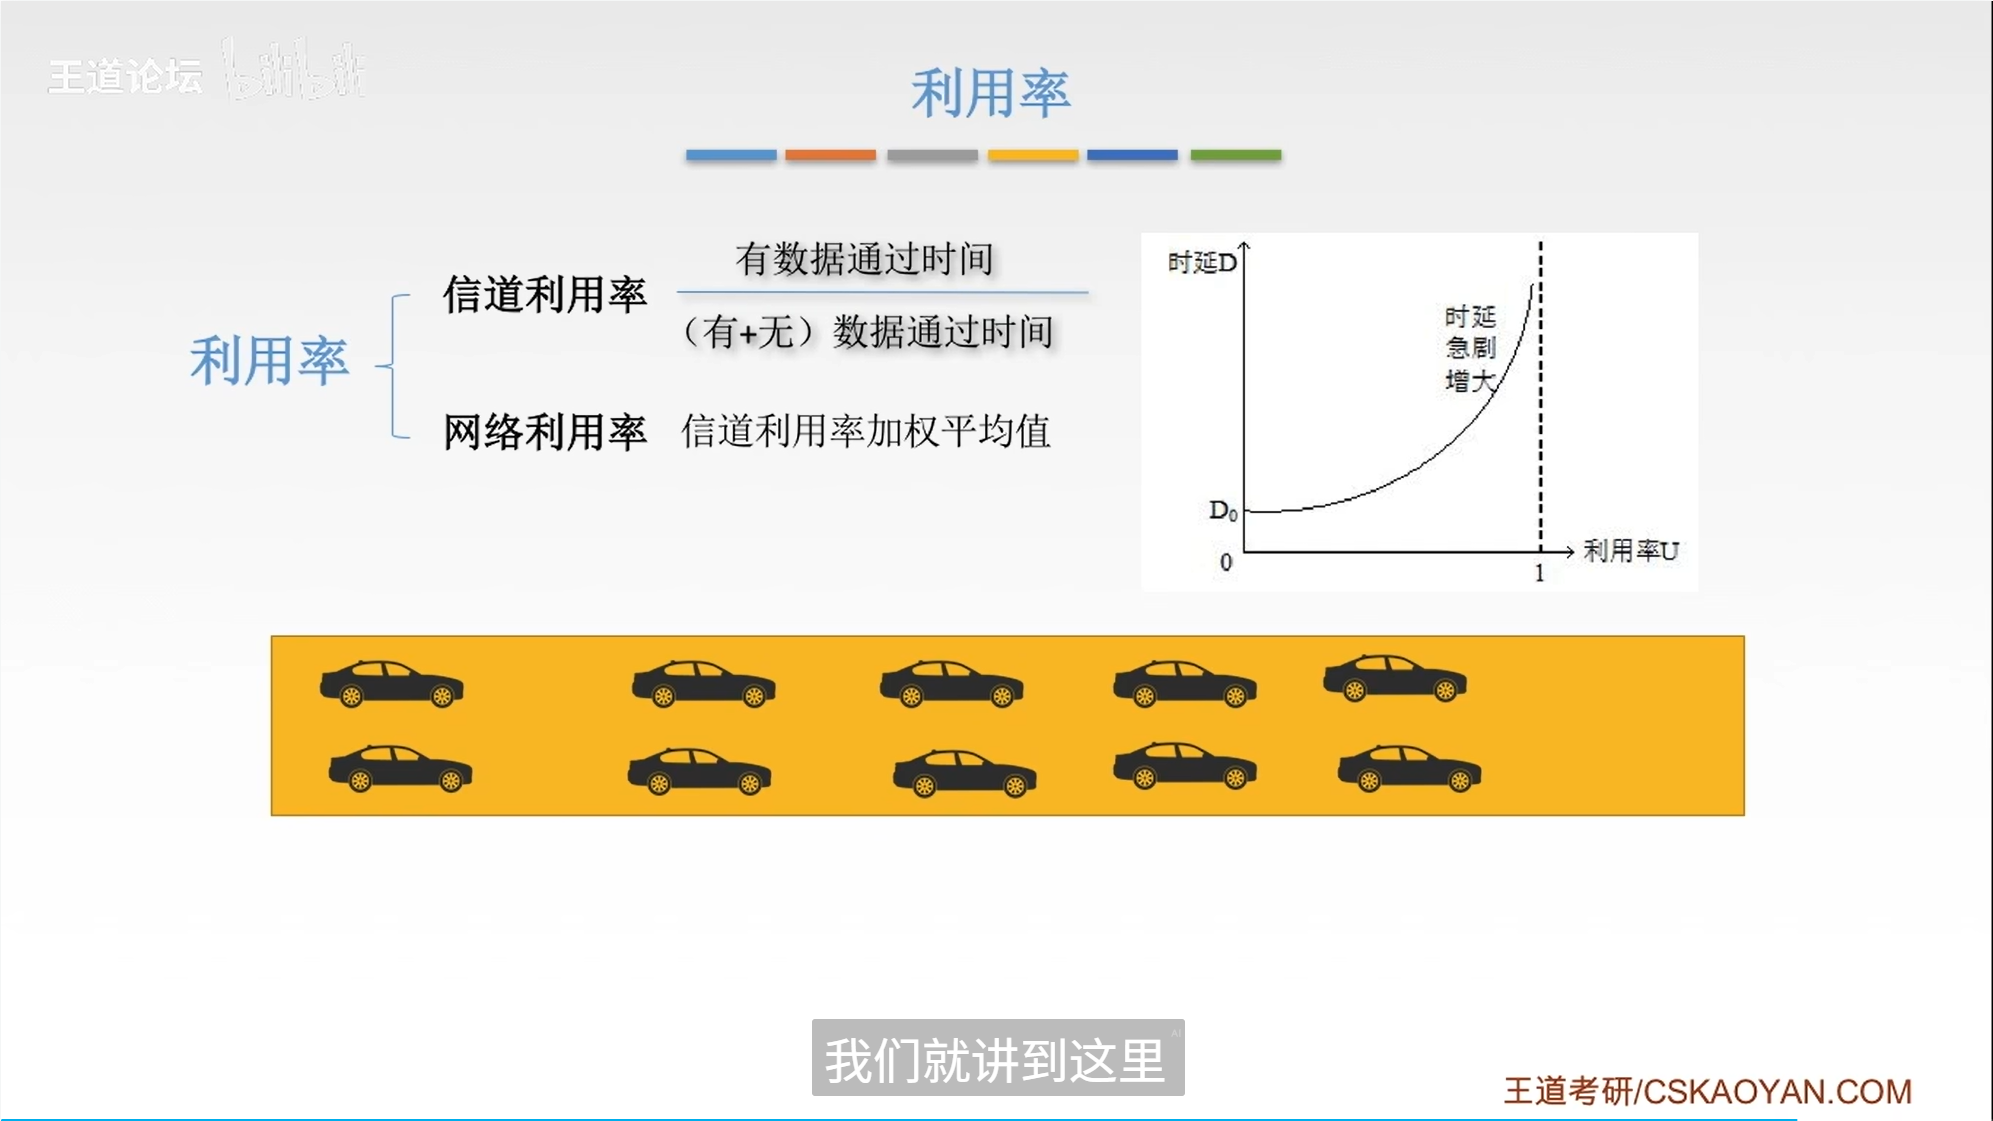 王道论坛 bilibili
利用率
利用率
信道利用率
有数据通过时间
（有+无）数据通过时间
网络利用率 信道利用率加权平均值
时延D
时延
急剧
增大
D₀
0
1
利用率U
我们就讲到这里
AI
王道考研/CSKAOYAN.COM